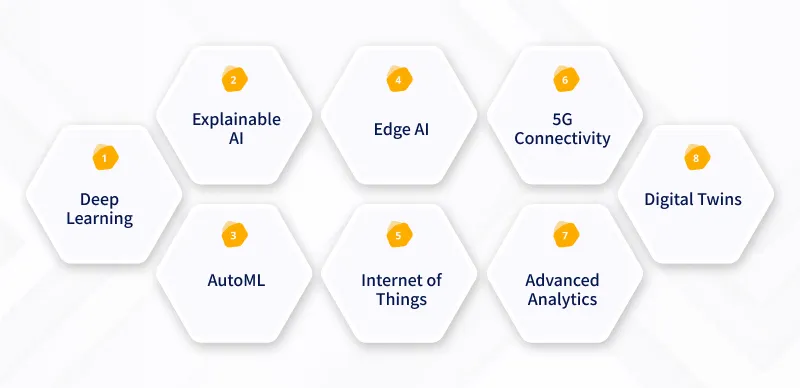 1
Deep
Learning
2
Explainable
AI
3
AutoML
4
Edge AI
5
Internet of
Things
6
5G
Connectivity
7
Advanced
Analytics
8
Digital Twins